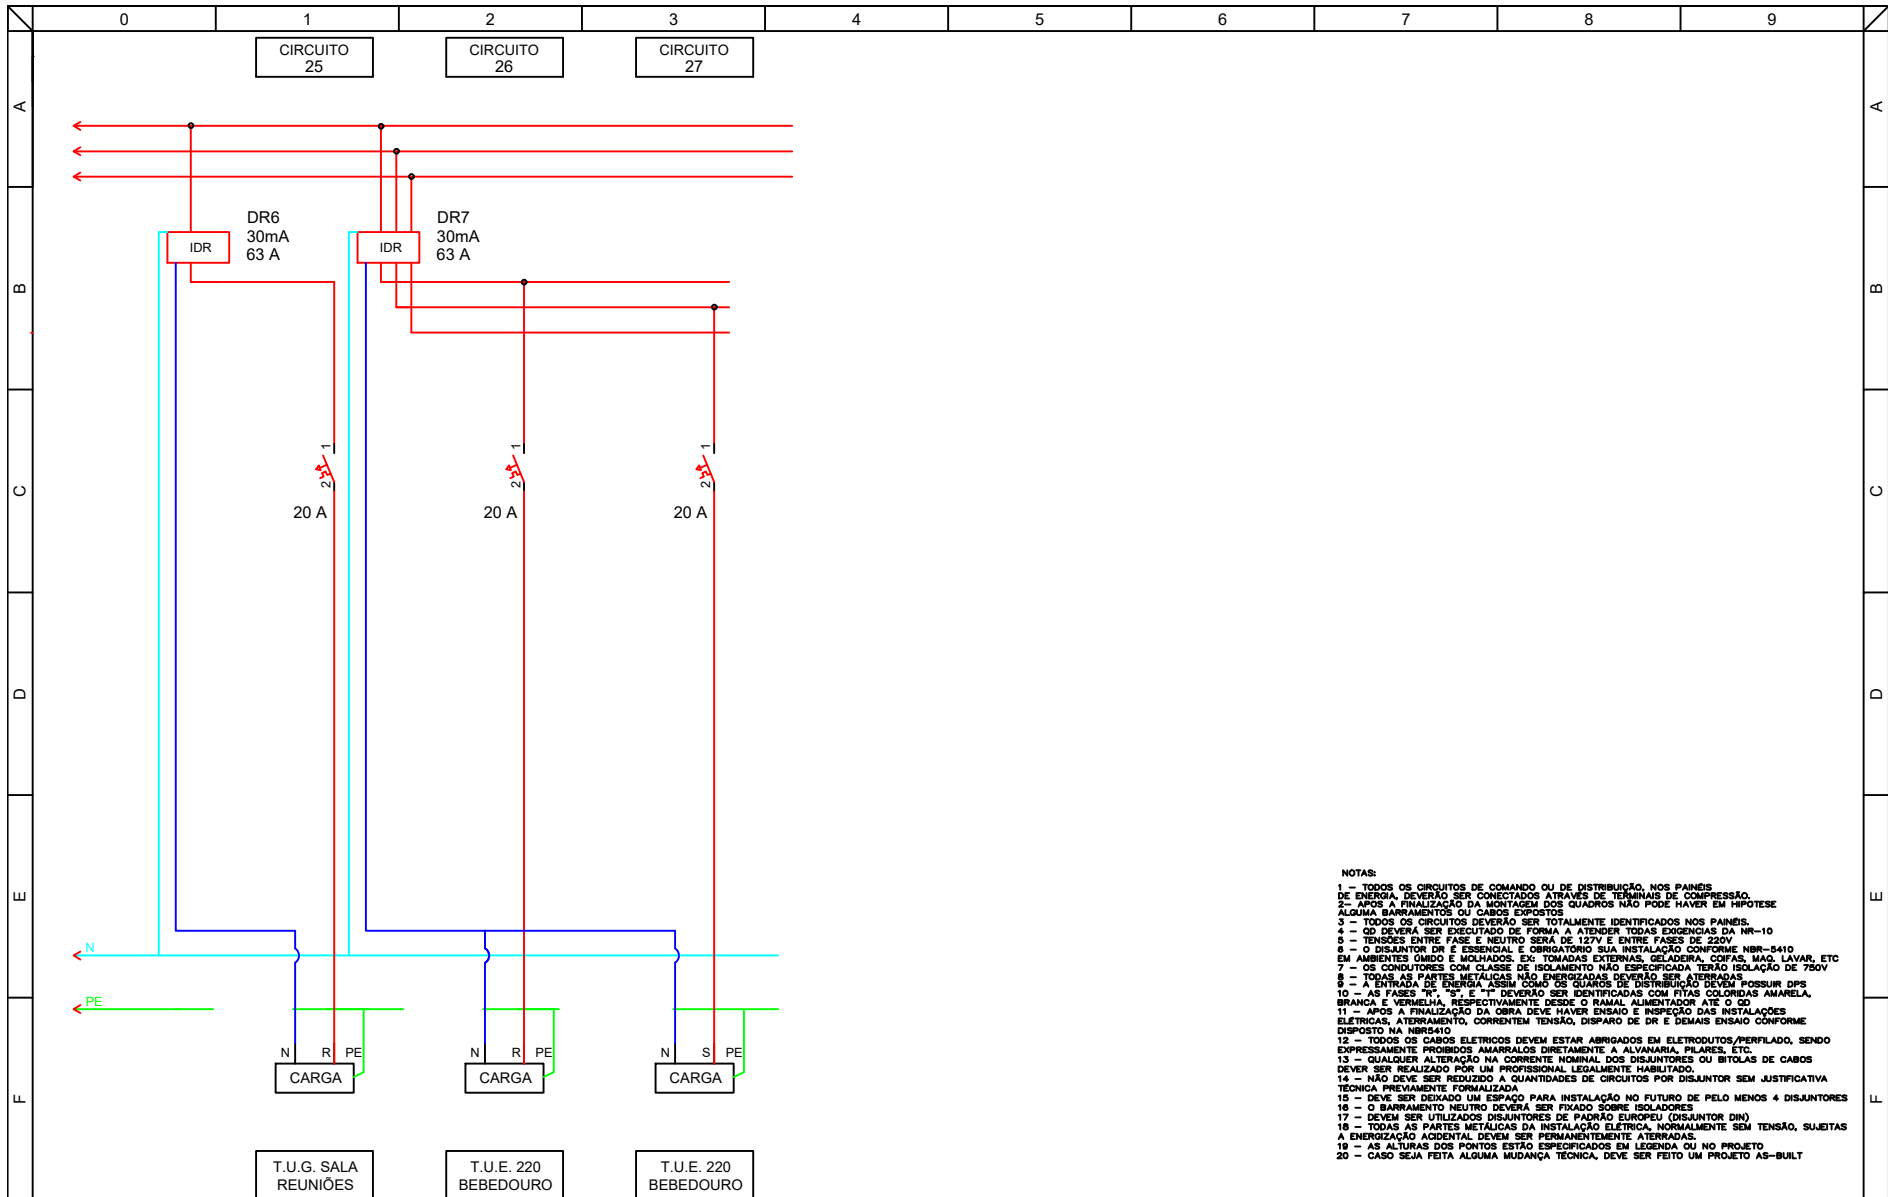 0 1 2 3 4 5 6 7 8 9
CIRCUITO
25
CIRCUITO
26
CIRCUITO
27
A A
DR6
30mA
63 A
IDR
DR7
30mA
63 A
IDR
B B
1
2
20 A
1
2
20 A
1
2
20 A
C C
D D
E E
N
PE
N R PE
CARGA
N R PE
CARGA
N S PE
CARGA
F F
T.U.G. SALA
REUNIÕES
T.U.E. 220
BEBEDOURO
T.U.E. 220
BEBEDOURO
NOTAS:
1 – TODOS OS CIRCUITOS DE COMANDO OU DE DISTRIBUIÇÃO, NOS PAINÉIS
DE ENERGIA, DEVERÃO SER CONECTADOS ATRAVÉS DE TERMINAIS DE COMPRESSÃO.
2– APOS A FINALIZAÇÃO DA MONTAGEM DOS QUADROS NÃO PODE HAVER EM HIPOTESE
ALGUMA BARRAMENTOS OU CABOS EXPOSTOS
3 – TODOS OS CIRCUITOS DEVERÃO SER TOTALMENTE IDENTIFICADOS NOS PAINÉIS.
4 – QD DEVERÁ SER EXECUTADO DE FORMA A ATENDER TODAS EXIGENCIAS DA NR–10
5 – TENSÕES ENTRE FASE E NEUTRO SERÁ DE 127V E ENTRE FASES DE 220V
6 – O DISJUNTOR DR É ESSENCIAL E OBRIGATÓRIO SUA INSTALAÇÃO CONFORME NBR–5410
EM AMBIENTES ÚMIDO E MOLHADOS. EX: TOMADAS EXTERNAS, GELADEIRA, COIFAS, MAQ. LAVAR, ETC
7 – OS CONDUTORES COM CLASSE DE ISOLAMENTO NÃO ESPECIFICADA TERÃO ISOLAÇÃO DE 750V
8 – TODAS AS PARTES METÁLICAS NÃO ENERGIZADAS DEVERÃO SER ATERRADAS
9 – A ENTRADA DE ENERGIA ASSIM COMO OS QUAROS DE DISTRIBUIÇÃO DEVEM POSSUIR DPS
10 – AS FASES "R", "S", E "T" DEVERÃO SER IDENTIFICADAS COM FITAS COLORIDAS AMARELA,
BRANCA E VERMELHA, RESPECTIVAMENTE DESDE O RAMAL ALIMENTADOR ATÉ O QD
11 – APOS A FINALIZAÇÃO DA OBRA DEVE HAVER ENSAIO E INSPEÇÃO DAS INSTALAÇÕES
ELÉTRICAS, ATERRAMENTO, CORRENTEM TENSÃO, DISPARO DE DR E DEMAIS ENSAIO CONFORME
DISPOSTO NA NBR5410
12 – TODOS OS CABOS ELETRICOS DEVEM ESTAR ABRIGADOS EM ELETRODUTOS/PERFILADO, SENDO
EXPRESSAMENTE PROIBIDOS AMARRALOS DIRETAMENTE A ALVANARIA, PILARES, ETC.
13 – QUALQUER ALTERAÇÃO NA CORRENTE NOMINAL DOS DISJUNTORES OU BITOLAS DE CABOS
DEVER SER REALIZADO POR UM PROFISSIONAL LEGALMENTE HABILITADO.
14 – NÃO DEVE SER REDUZIDO A QUANTIDADES DE CIRCUITOS POR DISJUNTOR SEM JUSTIFICATIVA
TÉCNICA PREVIAMENTE FORMALIZADA
15 – DEVE SER DEIXADO UM ESPAÇO PARA INSTALAÇÃO NO FUTURO DE PELO MENOS 4 DISJUNTORES
16 – O BARRAMENTO NEUTRO DEVERÁ SER FIXADO SOBRE ISOLADORES
17 – DEVEM SER UTILIZADOS DISJUNTORES DE PADRÃO EUROPEU (DISJUNTOR DIN)
18 – TODAS AS PARTES METÁLICAS DA INSTALAÇÃO ELÉTRICA, NORMALMENTE SEM TENSÃO, SUJEITAS
A ENERGIZAÇÃO ACIDENTAL DEVEM SER PERMANENTEMENTE ATERRADAS.
19 – AS ALTURAS DOS PONTOS ESTÃO ESPECIFICADOS EM LEGENDA OU NO PROJETO
20 – CASO SEJA FEITA ALGUMA MUDANÇA TÉCNICA, DEVE SER FEITO UM PROJETO AS–BUILT